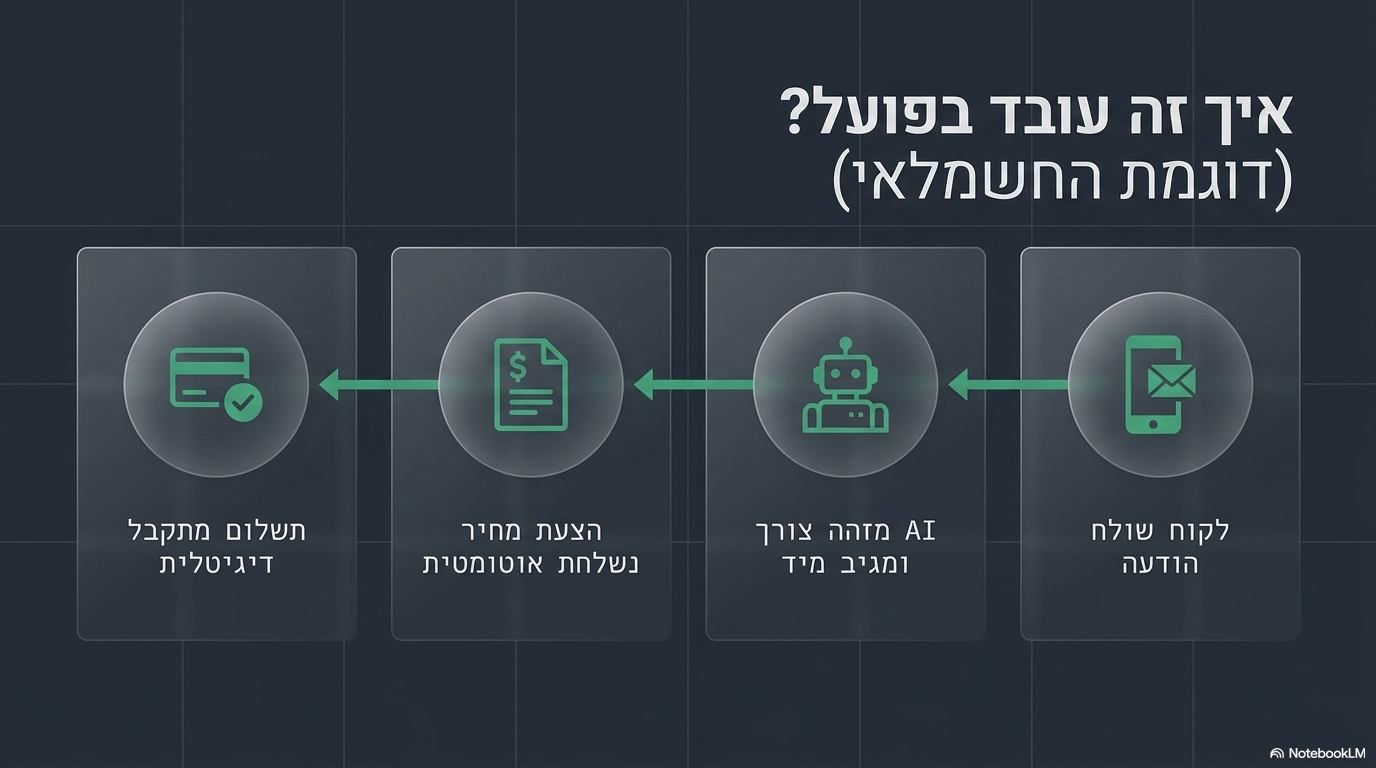 איך זה עובד בפועל?
(דוגמת החשמלאי)
לקוח שולח
הודעה
AI מזהה צורך
ומגיב מיד
$
הצעת מחיר
נשלחת אוטומטית
תשלום מתקבל
דיגיטלית
NotebookLM